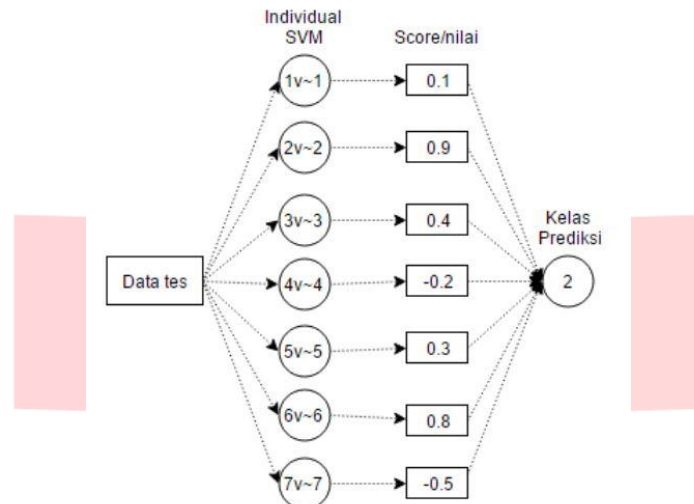 Individual
SVM
Score/nilai
1v~1
0.1
2v~2
0.9
3v~3
0.4
Kelas
Prediksi
Data tes
4v~4
-0.2
2
5v~5
0.3
6v~6
0.8
7v~7
-0.5